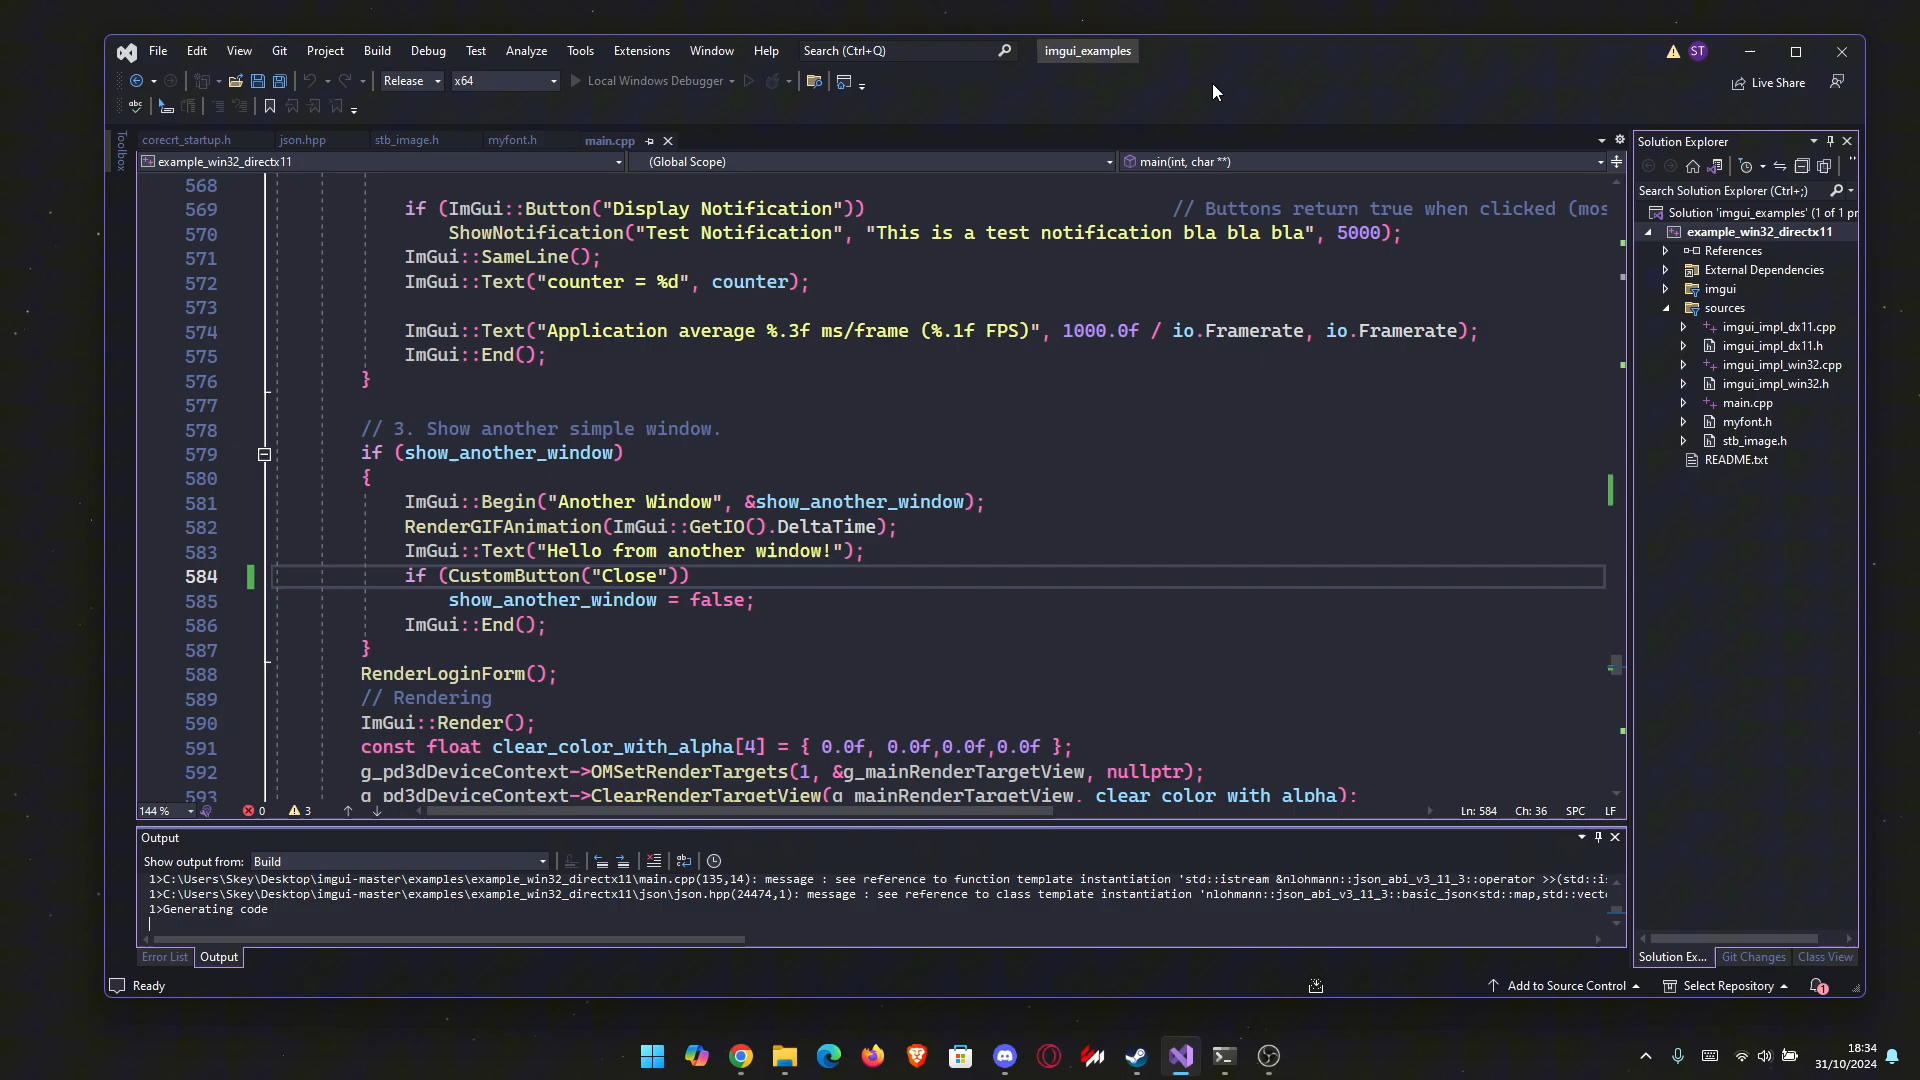 File Edit View Git Project Build Debug Test Analyze Tools Extensions Window Help Search (Ctrl+Q) imgui_examples ST
Release x64 Local Windows Debugger Live Share
abc
Toolbox
corecrt_startup.h json.hpp stb_image.h myfont.h main.cpp
example_win32_directx11 (Global Scope) main(int, char **)
568
569 if (ImGui::Button("Display Notification")) // Buttons return true when clicked (mos
570 ShowNotification("Test Notification", "This is a test notification bla bla bla", 5000);
571 ImGui::SameLine();
572 ImGui::Text("counter = %d", counter);
573
574 ImGui::Text("Application average %.3f ms/frame (%.1f FPS)", 1000.0f / io.Framerate, io.Framerate);
575 ImGui::End();
576 }
577
578 // 3. Show another simple window.
579 if (show_another_window)
580 {
581 ImGui::Begin("Another Window", &show_another_window);
582 RenderGIFAnimation(ImGui::GetIO().DeltaTime);
583 ImGui::Text("Hello from another window!");
584 if (CustomButton("Close"))
585 show_another_window = false;
586 ImGui::End();
587 }
588 RenderLoginForm();
589 // Rendering
590 ImGui::Render();
591 const float clear_color_with_alpha[4] = { 0.0f, 0.0f,0.0f,0.0f };
592 g_pd3dDeviceContext->OMSetRenderTargets(1, &g_mainRenderTargetView, nullptr);
593 g_pd3dDeviceContext->ClearRenderTargetView(g_mainRenderTargetView, clear_color_with_alpha);
144 % 0 3 Ln: 584 Ch: 36 SPC LF
Output
Show output from: Build
1>C:\Users\Skey\Desktop\imgui-master\examples\example_win32_directx11\main.cpp(135,14): message : see reference to function template instantiation 'std::istream &nlohmann::json_abi_v3_11_3::operator >>(std::is
1>C:\Users\Skey\Desktop\imgui-master\examples\example_win32_directx11\json\json.hpp(24474,1): message : see reference to class template instantiation 'nlohmann::json_abi_v3_11_3::basic_json<std::map,std::vecto
1>Generating code
Error List Output
Solution Explorer
Search Solution Explorer (Ctrl+;)
Solution 'imgui_examples' (1 of 1 pr
example_win32_directx11
References
External Dependencies
imgui
sources
imgui_impl_dx11.cpp
imgui_impl_dx11.h
imgui_impl_win32.cpp
imgui_impl_win32.h
main.cpp
myfont.h
stb_image.h
README.txt
Solution Ex... Git Changes Class View
Ready Add to Source Control Select Repository 1
18:34
31/10/2024